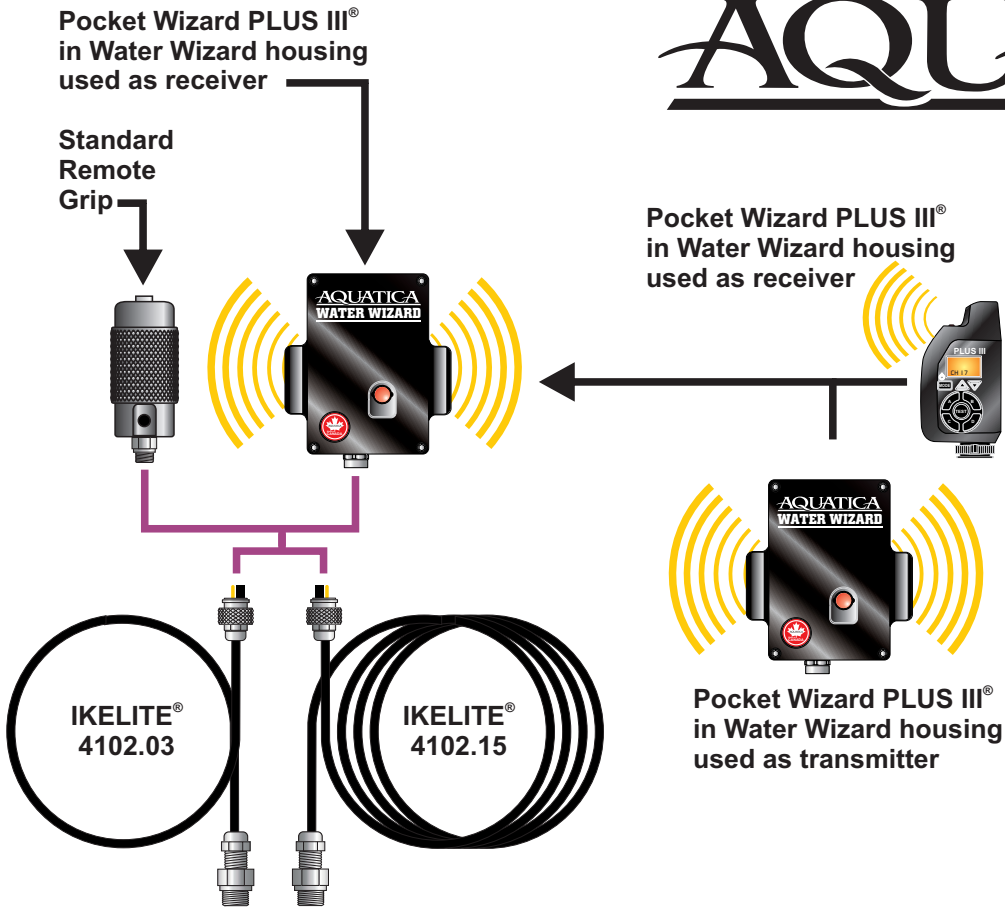 Pocket Wizard PLUS III®
in Water Wizard housing
used as receiver
Standard
Remote
Grip
AQUATICA
WATER WIZARD
Pocket Wizard PLUS III®
in Water Wizard housing
used as receiver
PLUS III
CH 17
MODE
A
B
TEST
C
D
AQUATICA
WATER WIZARD
Pocket Wizard PLUS III®
in Water Wizard housing
used as transmitter
IKELITE®
4102.03
IKELITE®
4102.15